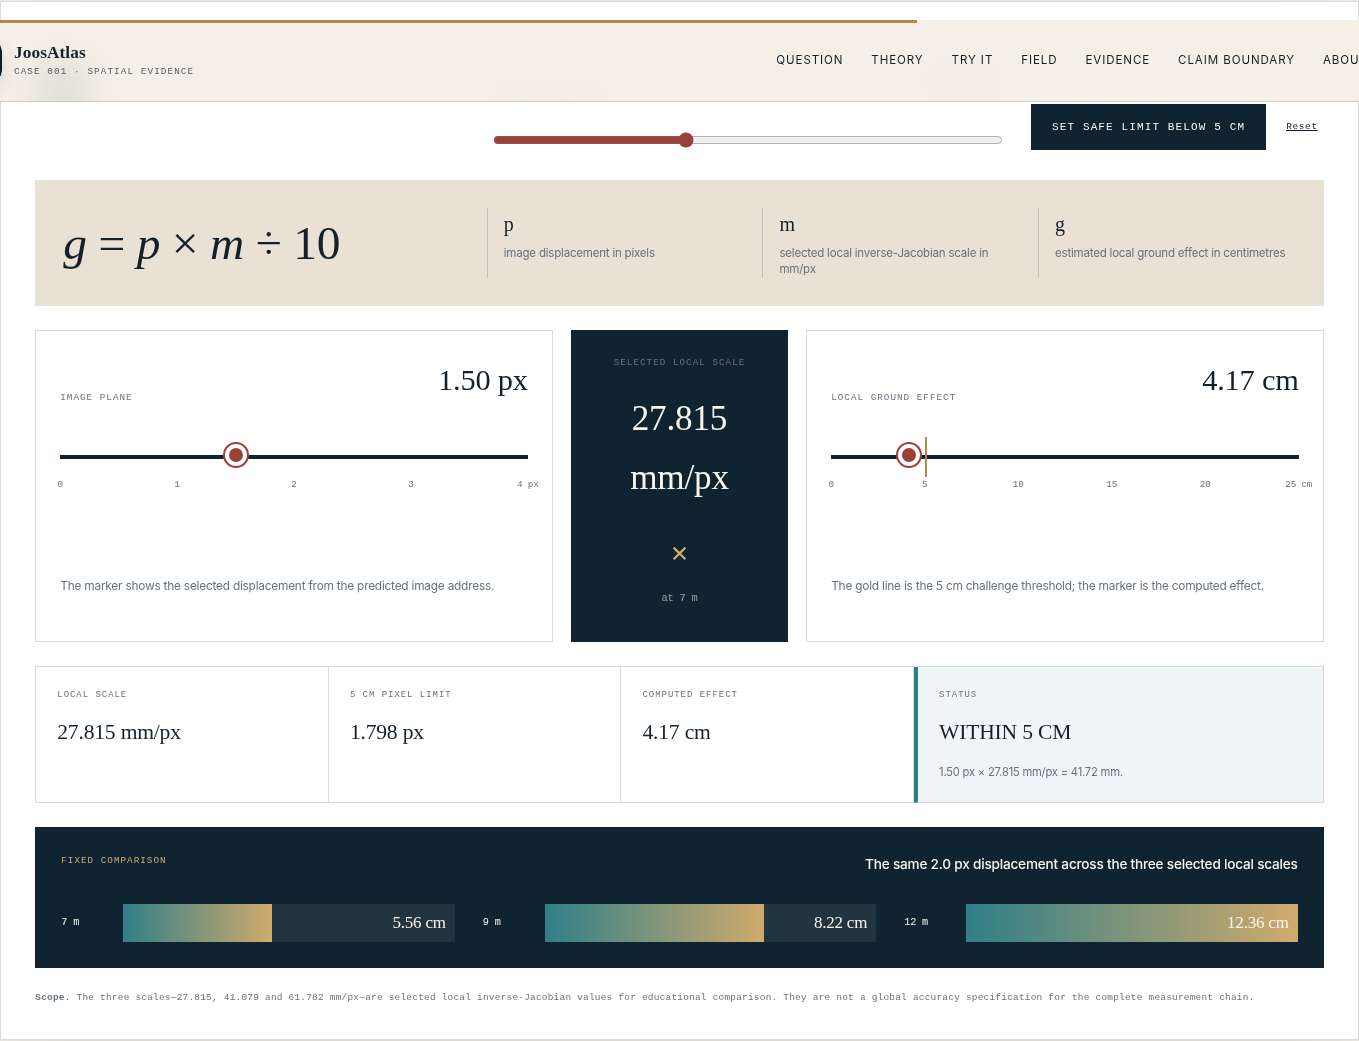 JoosAtlas
CASE 001 · SPATIAL EVIDENCE
QUESTION THEORY TRY IT FIELD EVIDENCE CLAIM BOUNDARY ABOU
SET SAFE LIMIT BELOW 5 CM
Reset
g = p × m ÷ 10
p
image displacement in pixels
m
selected local inverse-Jacobian scale in
mm/px
g
estimated local ground effect in centimetres
IMAGE PLANE
1.50 px
0 1 2 3 4 px
The marker shows the selected displacement from the predicted image address.
SELECTED LOCAL SCALE
27.815
mm/px
×
at 7 m
LOCAL GROUND EFFECT
4.17 cm
0 5 10 15 20 25 cm
The gold line is the 5 cm challenge threshold; the marker is the computed effect.
LOCAL SCALE
27.815 mm/px
5 CM PIXEL LIMIT
1.798 px
COMPUTED EFFECT
4.17 cm
STATUS
WITHIN 5 CM
1.50 px × 27.815 mm/px = 41.72 mm.
FIXED COMPARISON
The same 2.0 px displacement across the three selected local scales
7 m 5.56 cm
9 m 8.22 cm
12 m 12.36 cm
Scope. The three scales—27.815, 41.079 and 61.782 mm/px—are selected local inverse-Jacobian values for educational comparison. They are not a global accuracy specification for the complete measurement chain.